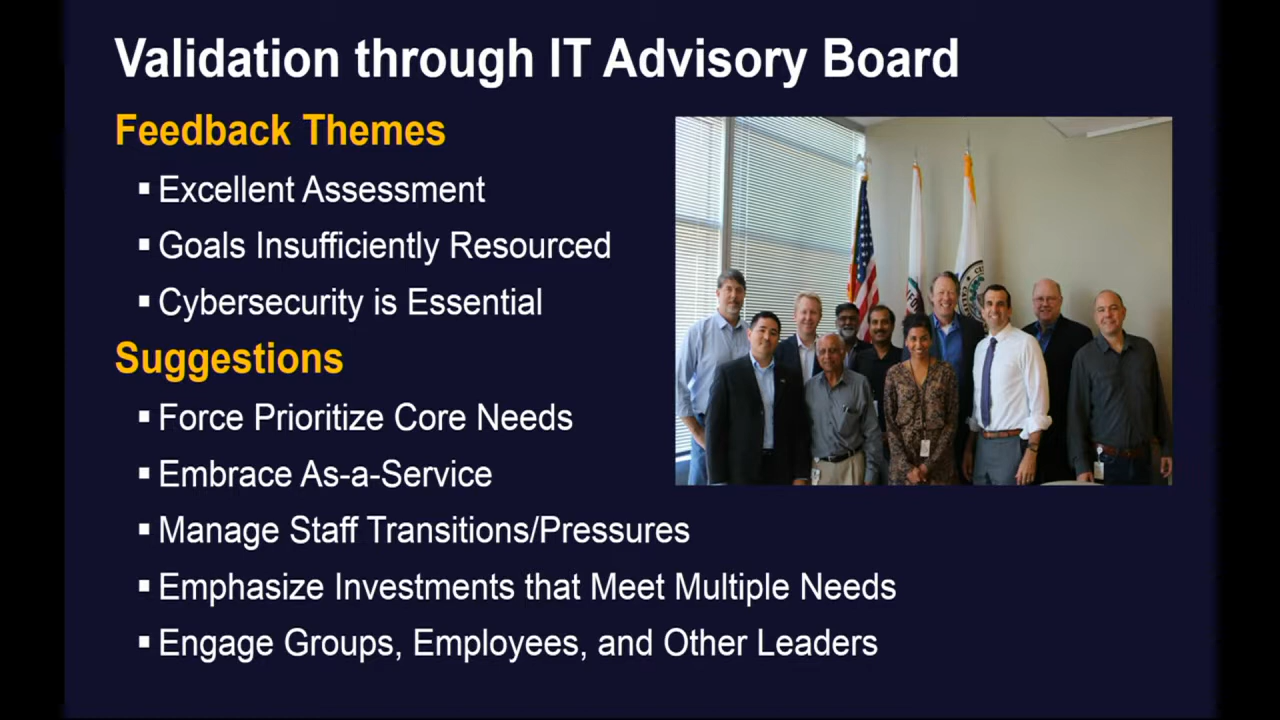 Validation through IT Advisory Board
Feedback Themes
▪ Excellent Assessment
▪ Goals Insufficiently Resourced
▪ Cybersecurity is Essential
Suggestions
▪ Force Prioritize Core Needs
▪ Embrace As-a-Service
▪ Manage Staff Transitions/Pressures
▪ Emphasize Investments that Meet Multiple Needs
▪ Engage Groups, Employees, and Other Leaders